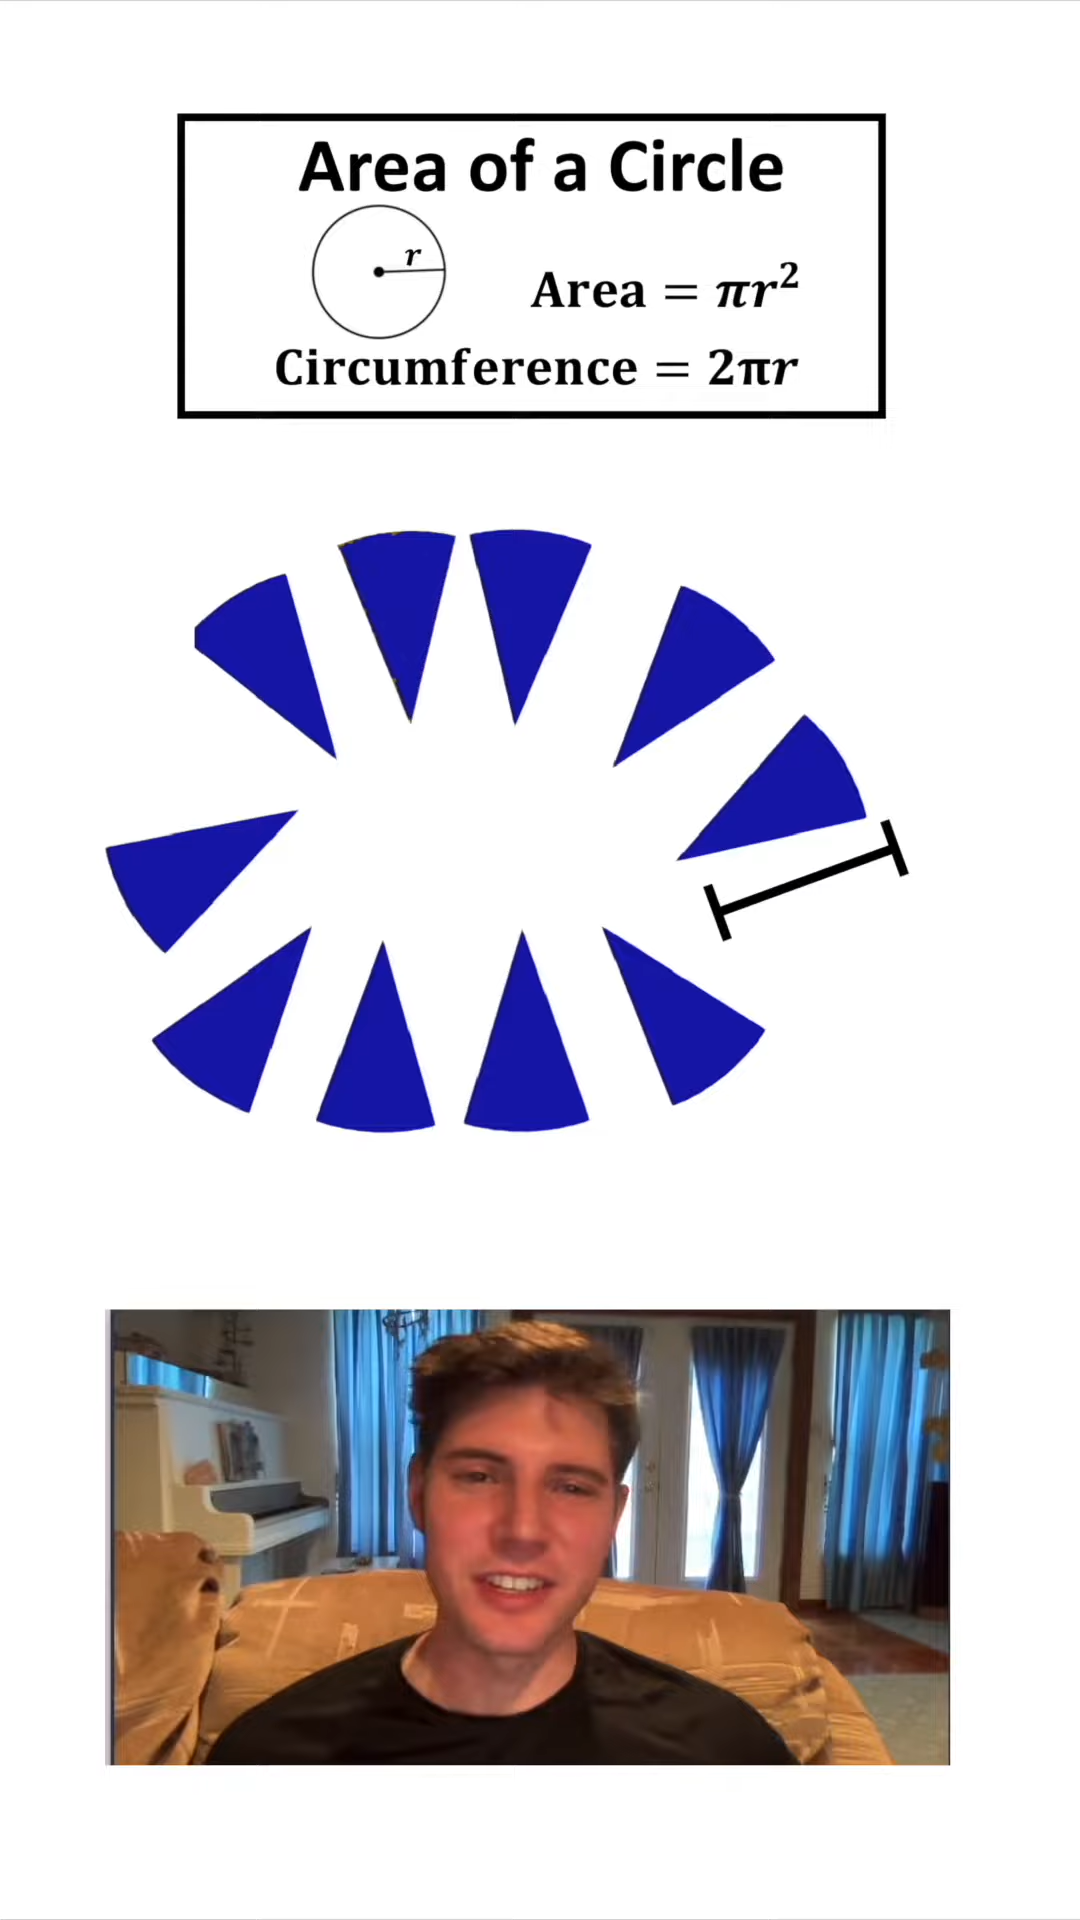 Area of a Circle
r
Area = πr²
Circumference = 2πr